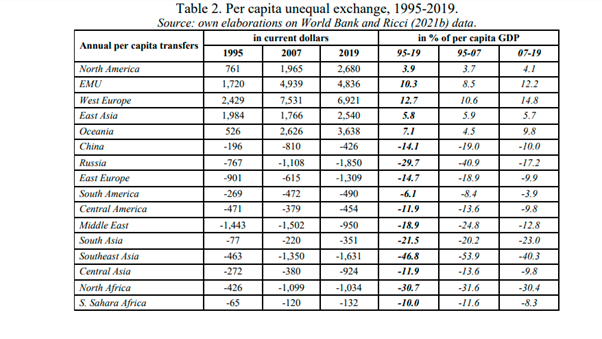 Table 2. Per capita unequal exchange, 1995-2019.
Source: own elaborations on World Bank and Ricci (2021b) data.
Annual per capita transfers in current dollars in % of per capita GDP
1995 2007 2019 95-19 95-07 07-19
North America 761 1,965 2,680 3.9 3.7 4.1
EMU 1,720 4,939 4,836 10.3 8.5 12.2
West Europe 2,429 7,531 6,921 12.7 10.6 14.8
East Asia 1,984 1,766 2,540 5.8 5.9 5.7
Oceania 526 2,626 3,638 7.1 4.5 9.8
China -196 -810 -426 -14.1 -19.0 -10.0
Russia -767 -1,108 -1,850 -29.7 -40.9 -17.2
East Europe -901 -615 -1,309 -14.7 -18.9 -9.9
South America -269 -472 -490 -6.1 -8.4 -3.9
Central America -471 -379 -454 -11.9 -13.6 -9.8
Middle East -1,443 -1,502 -950 -18.9 -24.8 -12.8
South Asia -77 -220 -351 -21.5 -20.2 -23.0
Southeast Asia -463 -1,350 -1,631 -46.8 -53.9 -40.3
Central Asia -272 -380 -924 -11.9 -13.6 -9.8
North Africa -426 -1,099 -1,034 -30.7 -31.6 -30.4
S. Sahara Africa -65 -120 -132 -10.0 -11.6 -8.3